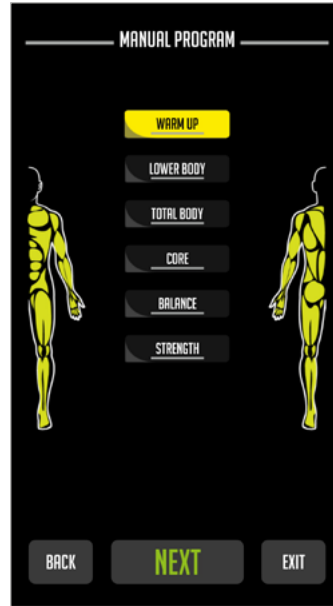 MANUAL PROGRAM
WARM UP
LOWER BODY
TOTAL BODY
CORE
BALANCE
STRENGTH
BACK
NEXT
EXIT